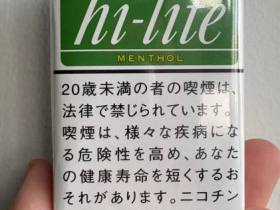 hi-lite
MENTHOL
20歳未満の者の喫煙は、
法律で禁じられています。
喫煙は、様々な疾病にな
る危険性を高め、あなた
の健康寿命を短くするお
それがあります。ニコチン